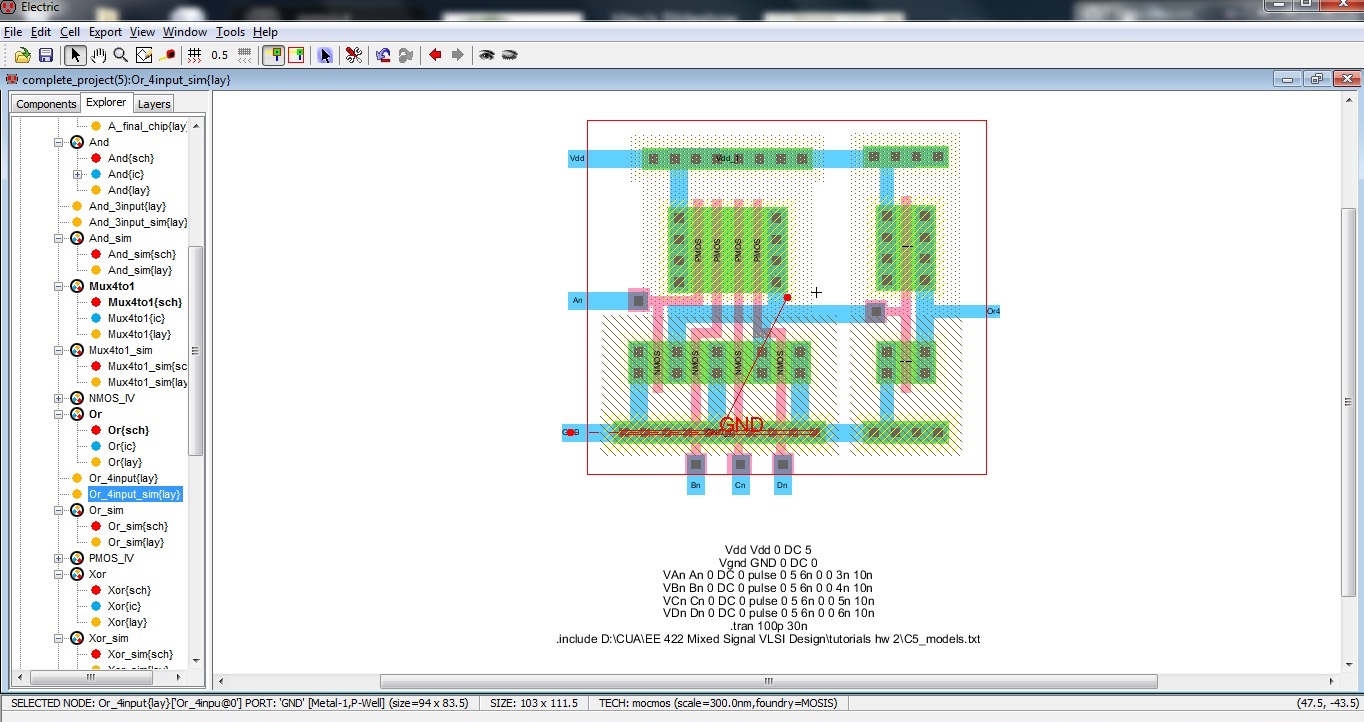 Electric
File Edit Cell Export View Window Tools Help
0.5
complete_project(5):Or_4input_sim{lay}
Components Explorer Layers
A_final_chip{lay
And
And{sch}
And{ic}
And{lay}
And_3input{lay}
And_3input_sim{lay}
And_sim
And_sim{sch}
And_sim{lay}
Mux4to1
Mux4to1{sch}
Mux4to1{ic}
Mux4to1{lay}
Mux4to1_sim
Mux4to1_sim{sc
Mux4to1_sim{lay
NMOS_IV
Or
Or{sch}
Or{ic}
Or{lay}
Or_4input{lay}
Or_4input_sim{lay}
Or_sim
Or_sim{sch}
Or_sim{lay}
PMOS_IV
Xor
Xor{sch}
Xor{ic}
Xor{lay}
Xor_sim
Xor_sim{sch}
Vdd
PMOS PMOS PMOS PMOS
An
Or4
NMOS NMOS NMOS NMOS
GND
Bn Cn Dn
Vdd Vdd 0 DC 5
Vgnd GND 0 DC 0
VAn An 0 DC 0 pulse 0 5 6n 0 0 3n 10n
VBn Bn 0 DC 0 pulse 0 5 6n 0 0 4n 10n
VCn Cn 0 DC 0 pulse 0 5 6n 0 0 5n 10n
VDn Dn 0 DC 0 pulse 0 5 6n 0 0 6n 10n
.tran 100p 30n
.include D:\CUA\EE 422 Mixed Signal VLSI Design\tutorials hw 2\C5_models.txt
SELECTED NODE: Or_4input{lay}['Or_4inpu@0'] PORT: 'GND' [Metal-1,P-Well] (size=94 x 83.5) SIZE: 103 x 111.5 TECH: mocmos (scale=300.0nm,foundry=MOSIS) (47.5, -43.5)